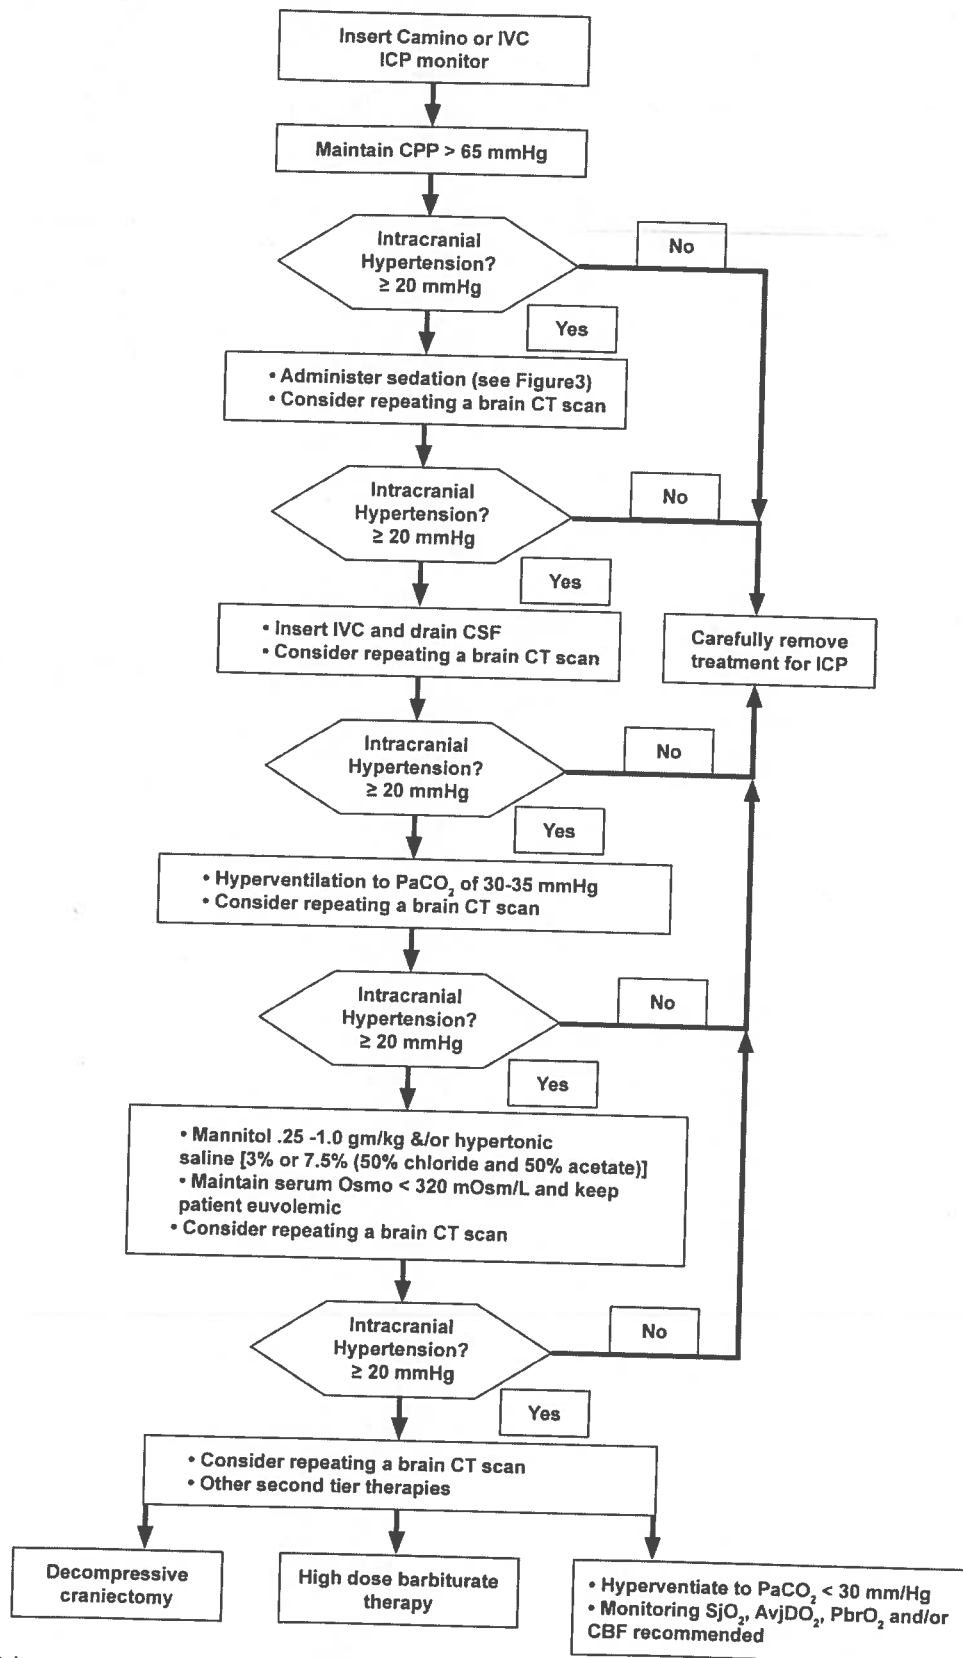 Insert Camino or IVC
ICP monitor
Maintain CPP > 65 mmHg
Intracranial
Hypertension?
≥ 20 mmHg
No
Yes
• Administer sedation (see Figure3)
• Consider repeating a brain CT scan
Intracranial
Hypertension?
≥ 20 mmHg
No
Yes
• Insert IVC and drain CSF
• Consider repeating a brain CT scan
Carefully remove
treatment for ICP
Intracranial
Hypertension?
≥ 20 mmHg
No
Yes
• Hyperventilation to PaCO₂ of 30-35 mmHg
• Consider repeating a brain CT scan
Intracranial
Hypertension?
≥ 20 mmHg
No
Yes
• Mannitol .25 -1.0 gm/kg &/or hypertonic
saline [3% or 7.5% (50% chloride and 50% acetate)]
• Maintain serum Osmo < 320 mOsm/L and keep
patient euvolemic
• Consider repeating a brain CT scan
Intracranial
Hypertension?
≥ 20 mmHg
No
Yes
• Consider repeating a brain CT scan
• Other second tier therapies
Decompressive
craniectomy
High dose barbiturate
therapy
• Hyperventiate to PaCO₂ < 30 mm/Hg
• Monitoring SjO₂, AvjDO₂, PbrO₂ and/or
CBF recommended